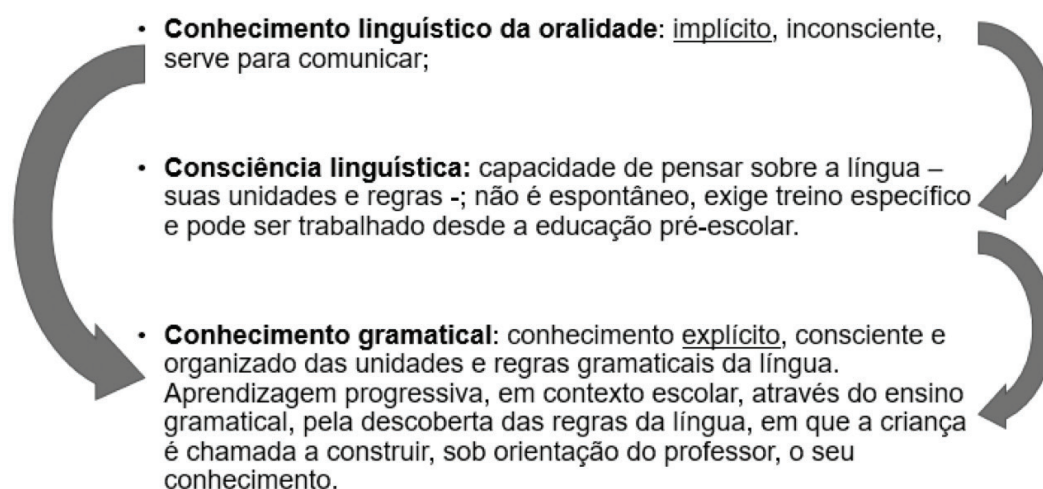 • Conhecimento linguístico da oralidade: implícito, inconsciente,
serve para comunicar;
• Consciência linguística: capacidade de pensar sobre a língua –
suas unidades e regras -; não é espontâneo, exige treino específico
e pode ser trabalhado desde a educação pré-escolar.
• Conhecimento gramatical: conhecimento explícito, consciente e
organizado das unidades e regras gramaticais da língua.
Aprendizagem progressiva, em contexto escolar, através do ensino
gramatical, pela descoberta das regras da língua, em que a criança
é chamada a construir, sob orientação do professor, o seu
conhecimento.